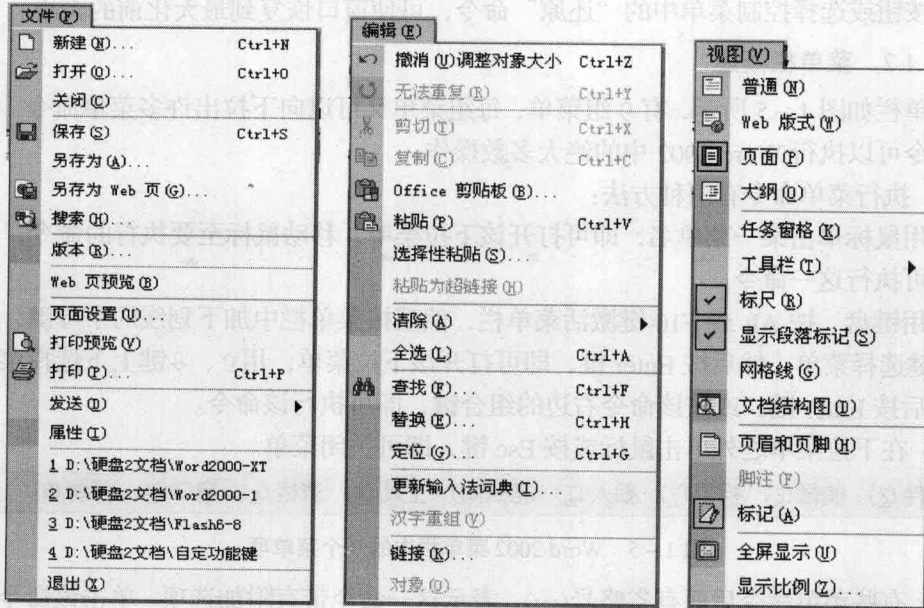 文件(F)
新建(N)... Ctrl+N
打开(O)... Ctrl+O
关闭(C)
保存(S) Ctrl+S
另存为(A)...
另存为 Web 页(G)...
搜索(H)...
版本(R)...
Web 页预览(B)
页面设置(U)...
打印预览(V)
打印(P)... Ctrl+P
发送(D)
属性(I)
1 D:\硬盘2文档\Word2000-XT
2 D:\硬盘2文档\Word2000-1
3 D:\硬盘2文档\Flash6-8
4 D:\硬盘2文档\自定功能键
退出(X)
编辑(E)
撤消(U)调整对象大小 Ctrl+Z
无法重复(R) Ctrl+Y
剪切(T) Ctrl+X
复制(C) Ctrl+C
Office 剪贴板(B)...
粘贴(P) Ctrl+V
选择性粘贴(S)...
粘贴为超链接(H)
清除(A)
全选(L) Ctrl+A
查找(F)... Ctrl+F
替换(E)... Ctrl+H
定位(G)... Ctrl+G
更新输入法词典(I)...
汉字重组(V)
链接(K)...
对象(O)
视图(V)
普通(N)
Web 版式(W)
页面(P)
大纲(O)
任务窗格(K)
工具栏(T)
标尺(R)
显示段落标记(S)
网格线(G)
文档结构图(D)
页眉和页脚(H)
脚注(F)
标记(A)
全屏显示(U)
显示比例(Z)...